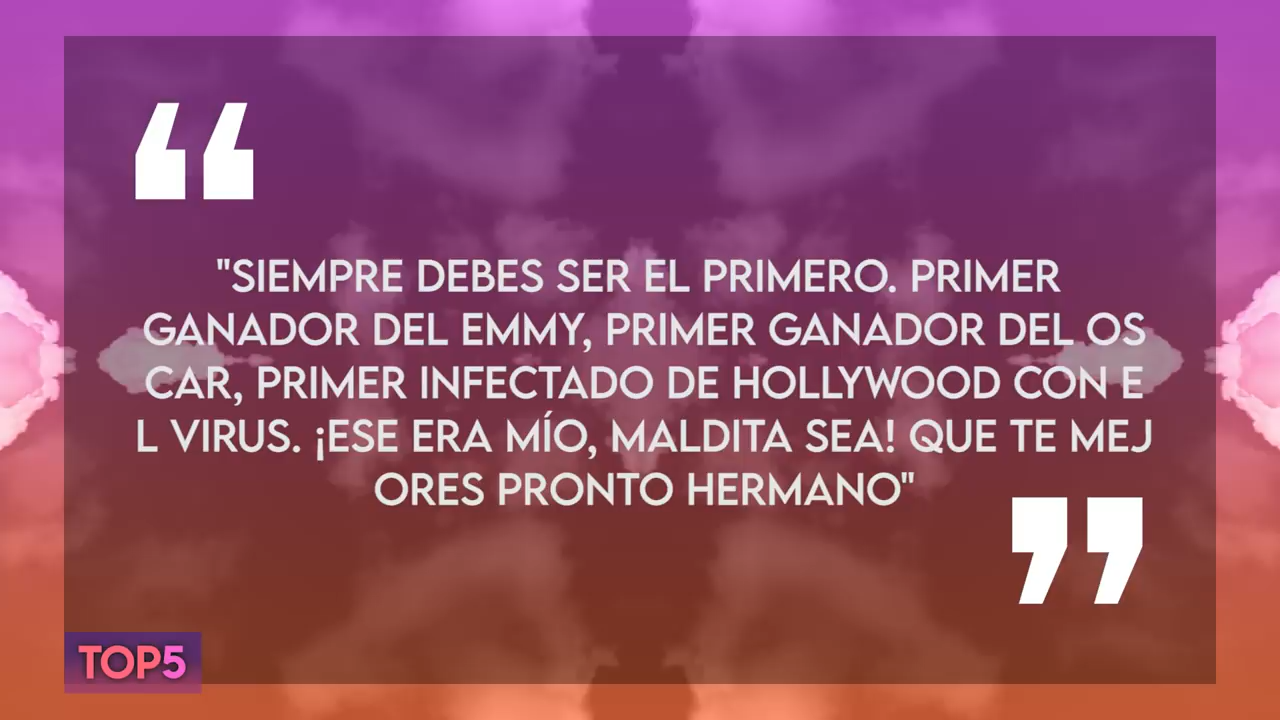 “
"SIEMPRE DEBES SER EL PRIMERO. PRIMER
GANADOR DEL EMMY, PRIMER GANADOR DEL OS
CAR, PRIMER INFECTADO DE HOLLYWOOD CON E
L VIRUS. ¡ESE ERA MÍO, MALDITA SEA! QUE TE MEJ
ORES PRONTO HERMANO"
”
TOP5